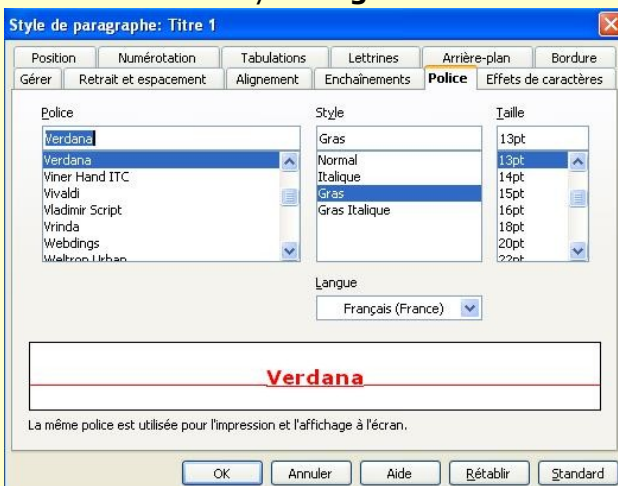 Style de paragraphe: Titre 1
Position Numérotation Tabulations Lettrines Arrière-plan Bordure
Gérer Retrait et espacement Alignement Enchaînements Police Effets de caractères
Police Style Taille
Verdana Gras 13pt
Verdana Normal 13pt
Viner Hand ITC Italique 14pt
Vivaldi Gras 15pt
Vladimir Script Gras Italique 16pt
Vrinda 18pt
Webdings 20pt
Weltron Urban 22pt
Langue
Français (France)
Verdana
La même police est utilisée pour l'impression et l'affichage à l'écran.
OK Annuler Aide Rétablir Standard